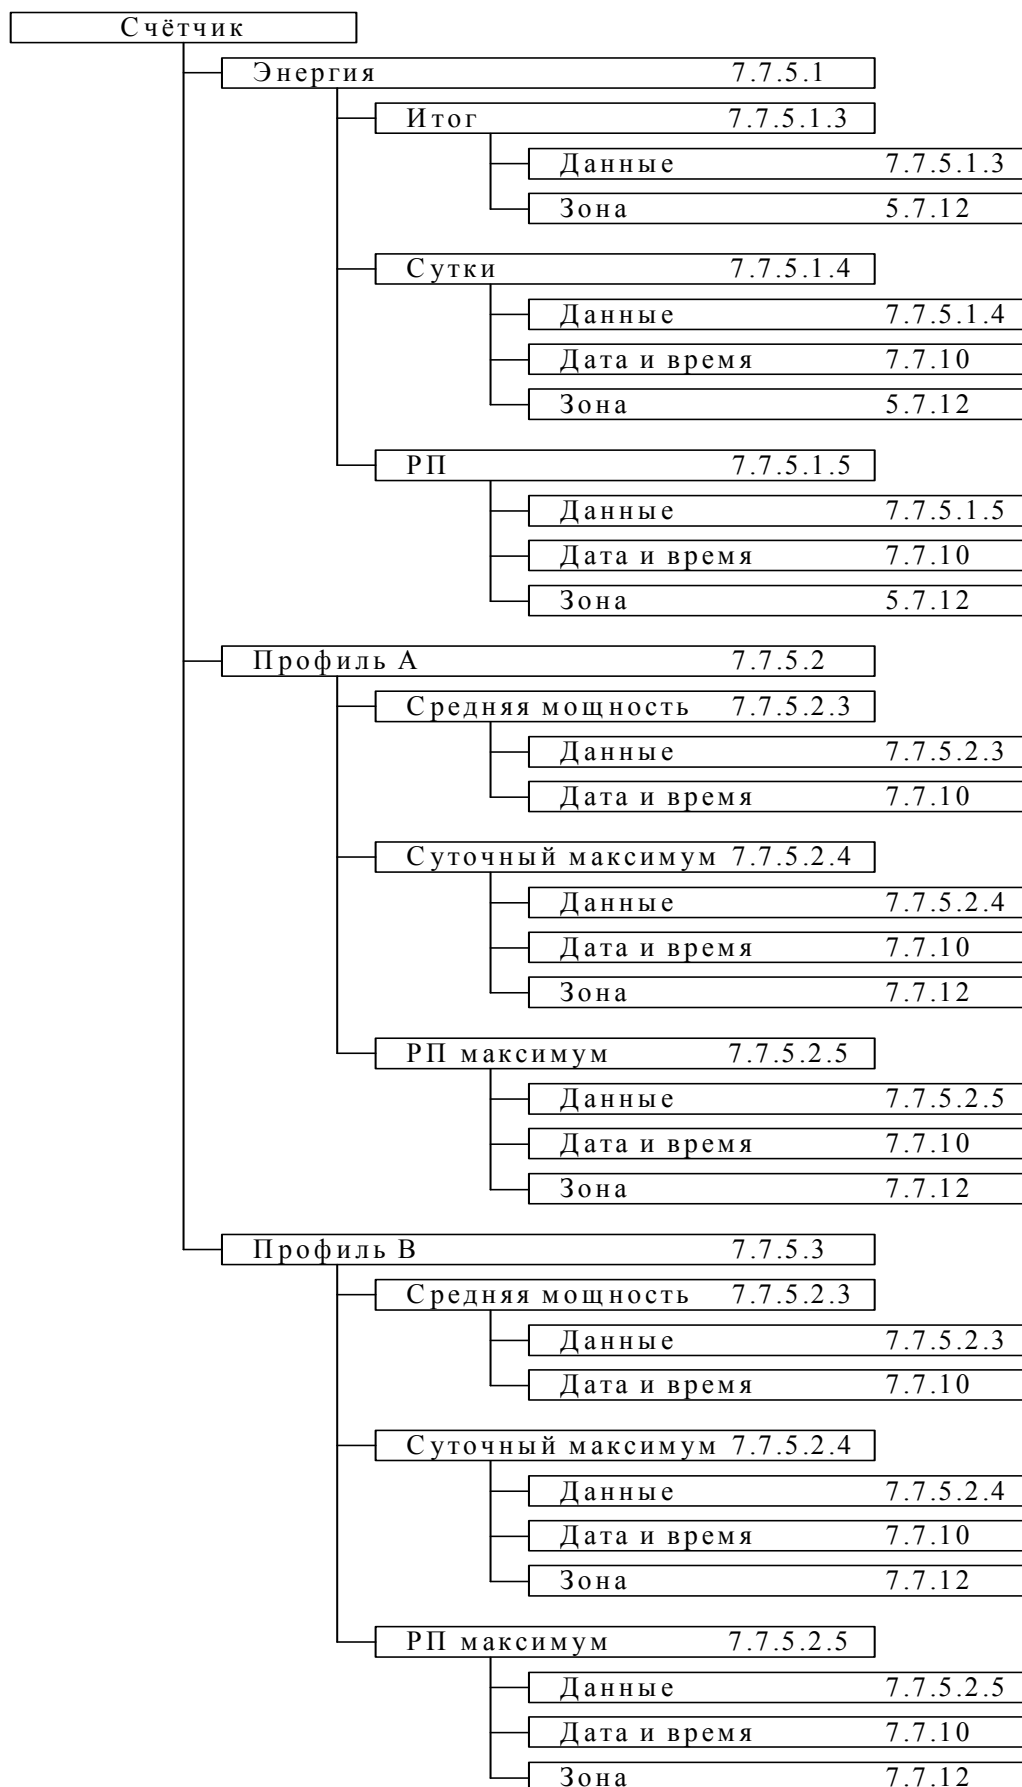 Счётчик
Энергия 7.7.5.1
Итог 7.7.5.1.3
Данные 7.7.5.1.3
Зона 5.7.12
Сутки 7.7.5.1.4
Данные 7.7.5.1.4
Дата и время 7.7.10
Зона 5.7.12
РП 7.7.5.1.5
Данные 7.7.5.1.5
Дата и время 7.7.10
Зона 5.7.12
Профиль А 7.7.5.2
Средняя мощность 7.7.5.2.3
Данные 7.7.5.2.3
Дата и время 7.7.10
Суточный максимум 7.7.5.2.4
Данные 7.7.5.2.4
Дата и время 7.7.10
Зона 7.7.12
РП максимум 7.7.5.2.5
Данные 7.7.5.2.5
Дата и время 7.7.10
Зона 7.7.12
Профиль В 7.7.5.3
Средняя мощность 7.7.5.2.3
Данные 7.7.5.2.3
Дата и время 7.7.10
Суточный максимум 7.7.5.2.4
Данные 7.7.5.2.4
Дата и время 7.7.10
Зона 7.7.12
РП максимум 7.7.5.2.5
Данные 7.7.5.2.5
Дата и время 7.7.10
Зона 7.7.12